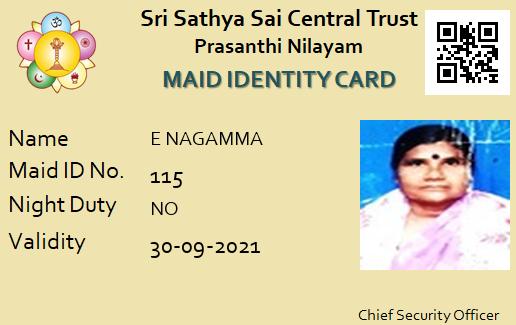 Sri Sathya Sai Central Trust
Prasanthi Nilayam
MAID IDENTITY CARD
Name E NAGAMMA
Maid ID No. 115
Night Duty NO
Validity 30-09-2021
Chief Security Officer